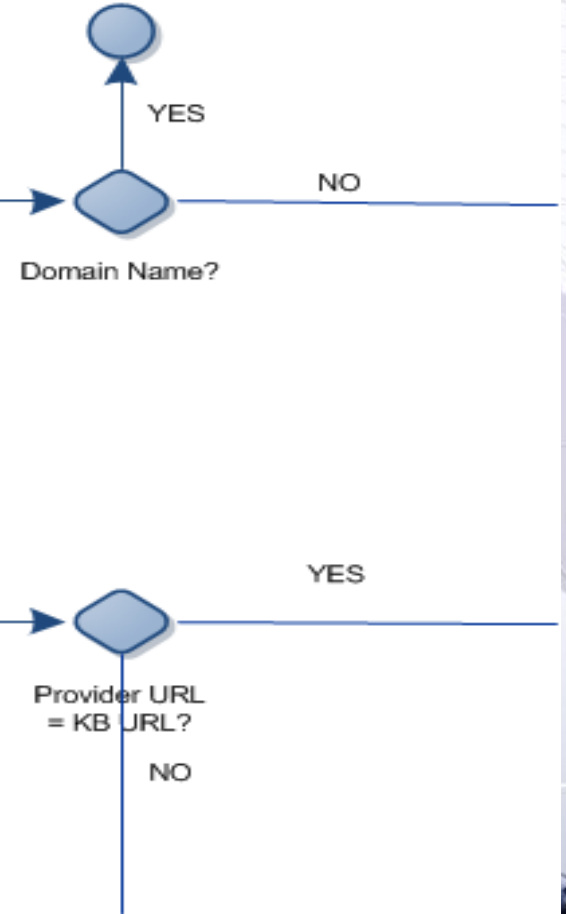 YES
NO
Domain Name?
YES
Provider URL
= KB URL?
NO